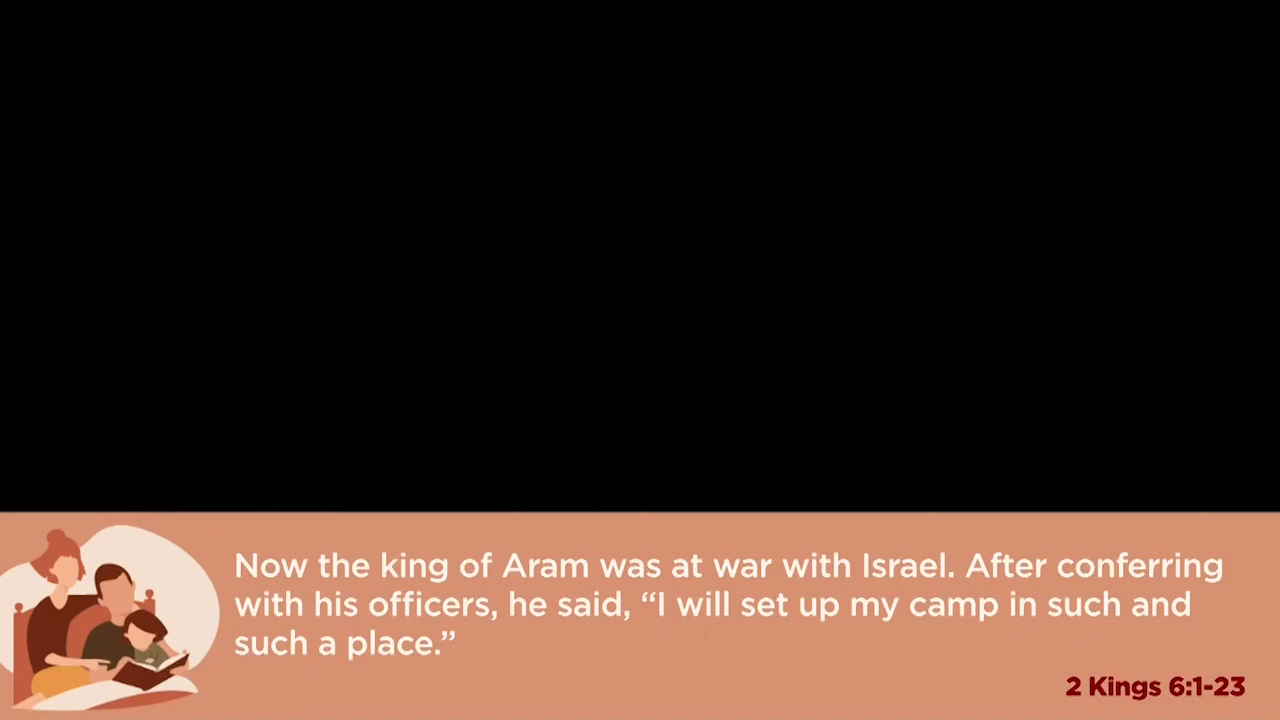 Now the king of Aram was at war with Israel. After conferring
with his officers, he said, “I will set up my camp in such and
such a place.”
2 Kings 6:1-23